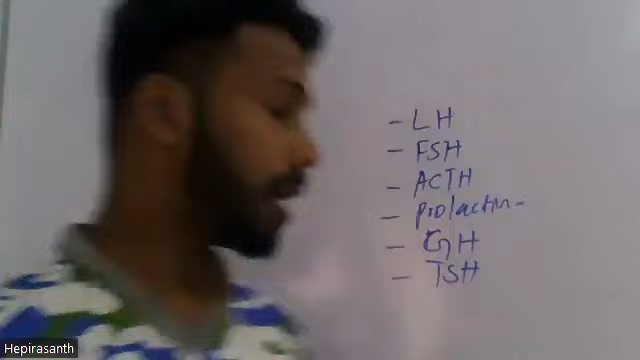 - LH
- FSH
- ACTH
- prolactin -
- GH
- TSH
Hepirasanth